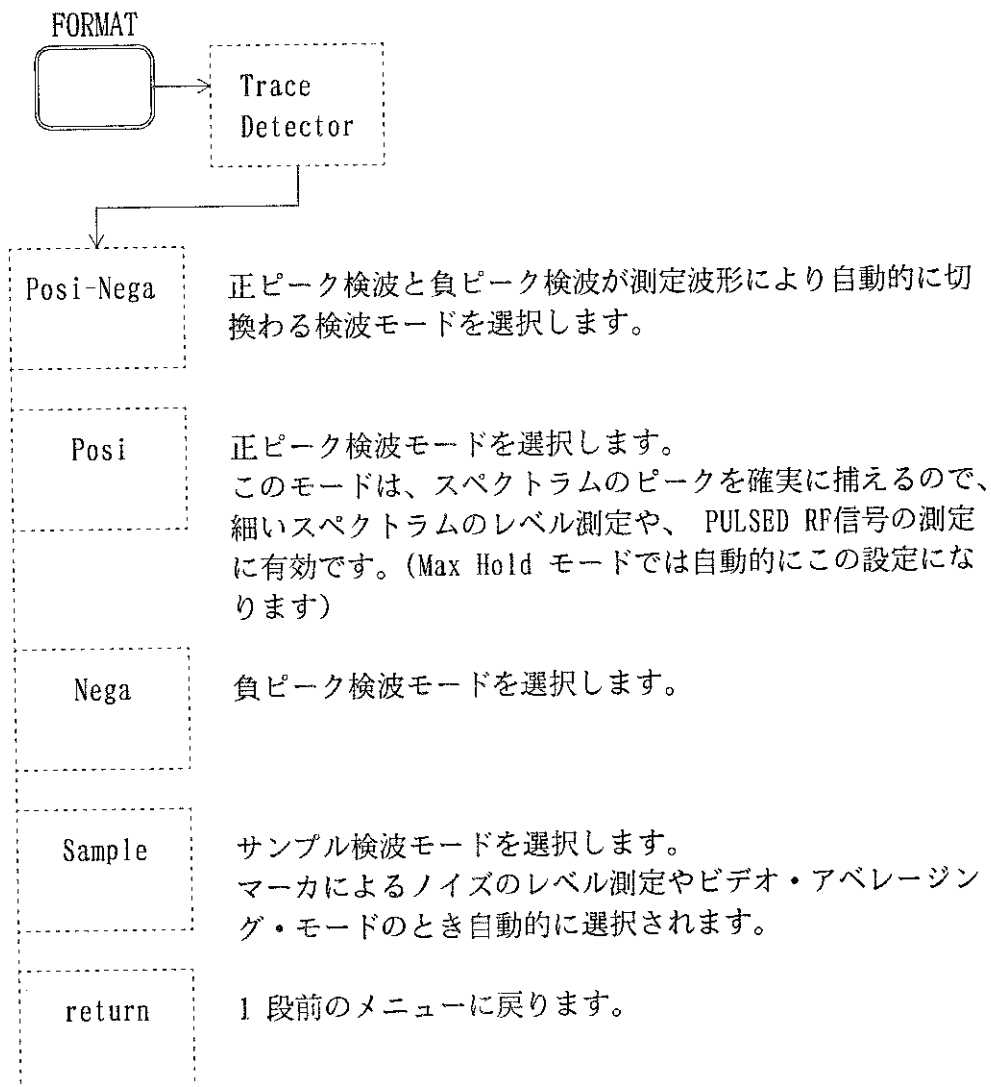 FORMAT
Trace
Detector
Posi-Nega
正ピーク検波と負ピーク検波が測定波形により自動的に切
換わる検波モードを選択します。
Posi
正ピーク検波モードを選択します。
このモードは、スペクトラムのピークを確実に捕えるので、
細いスペクトラムのレベル測定や、 PULSED RF信号の測定
に有効です。(Max Hold モードでは自動的にこの設定にな
ります)
Nega
負ピーク検波モードを選択します。
Sample
サンプル検波モードを選択します。
マーカによるノイズのレベル測定やビデオ・アベレージン
グ・モードのとき自動的に選択されます。
return
1 段前のメニューに戻ります。